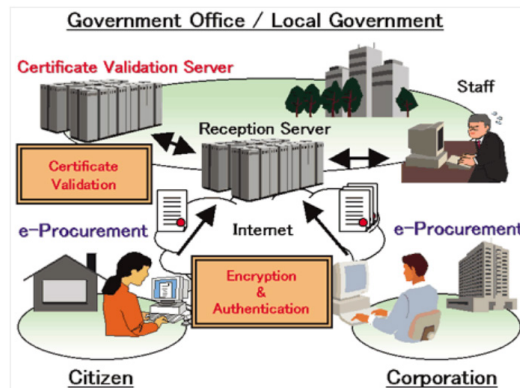 Government Office / Local Government
Certificate Validation Server
Staff
Reception Server
Certificate
Validation
e-Procurement
Internet
e-Procurement
Encryption
&
Authentication
Citizen
Corporation